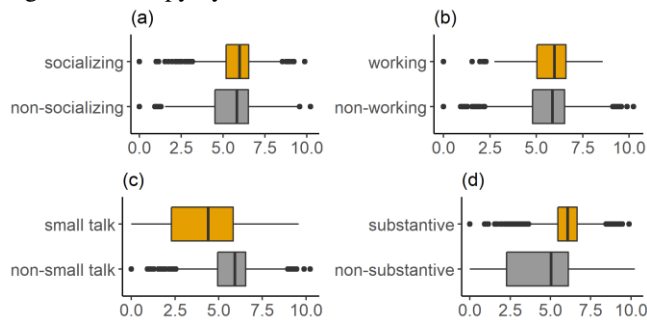 (a)
socializing
non-socializing
0.0 2.5 5.0 7.5 10.0
(b)
working
non-working
0.0 2.5 5.0 7.5 10.0
(c)
small talk
non-small talk
0.0 2.5 5.0 7.5 10.0
(d)
substantive
non-substantive
0.0 2.5 5.0 7.5 10.0